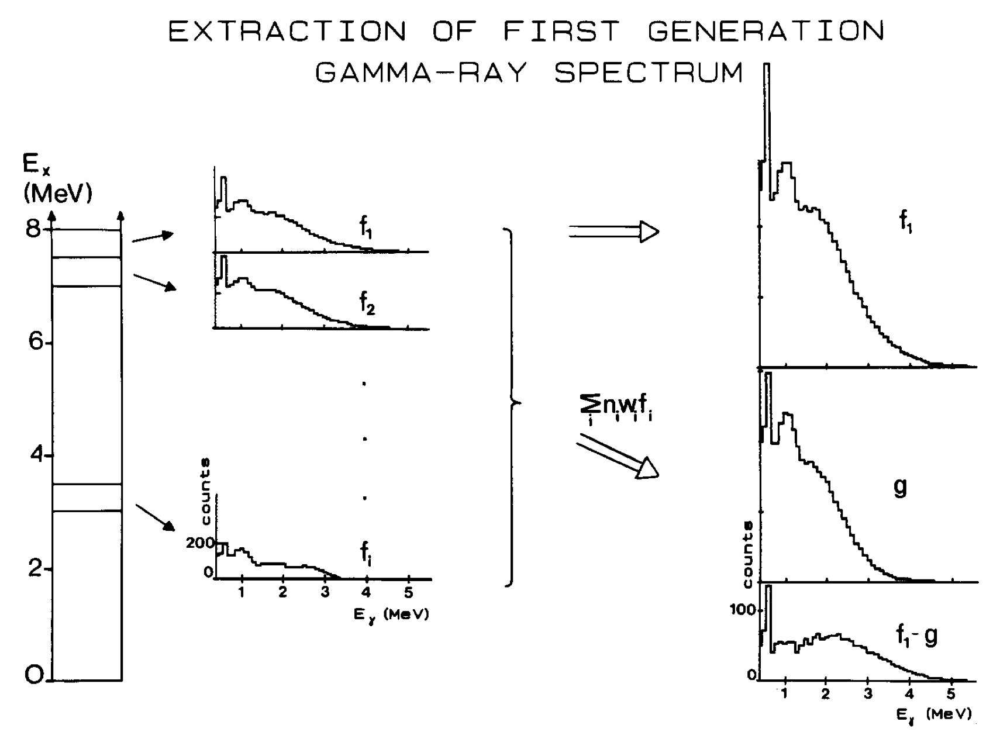 EXTRACTION OF FIRST GENERATION
GAMMA-RAY SPECTRUM
Eₓ
(MeV)
8
6
4
2
0
f₁
f₂
counts
200
0
fᵢ
1 2 3 4 5
Eᵧ (MeV)
∑ᵢnᵢwᵢfᵢ
f₁
g
counts
100
0
f₁-g
1 2 3 4 5
Eᵧ (MeV)